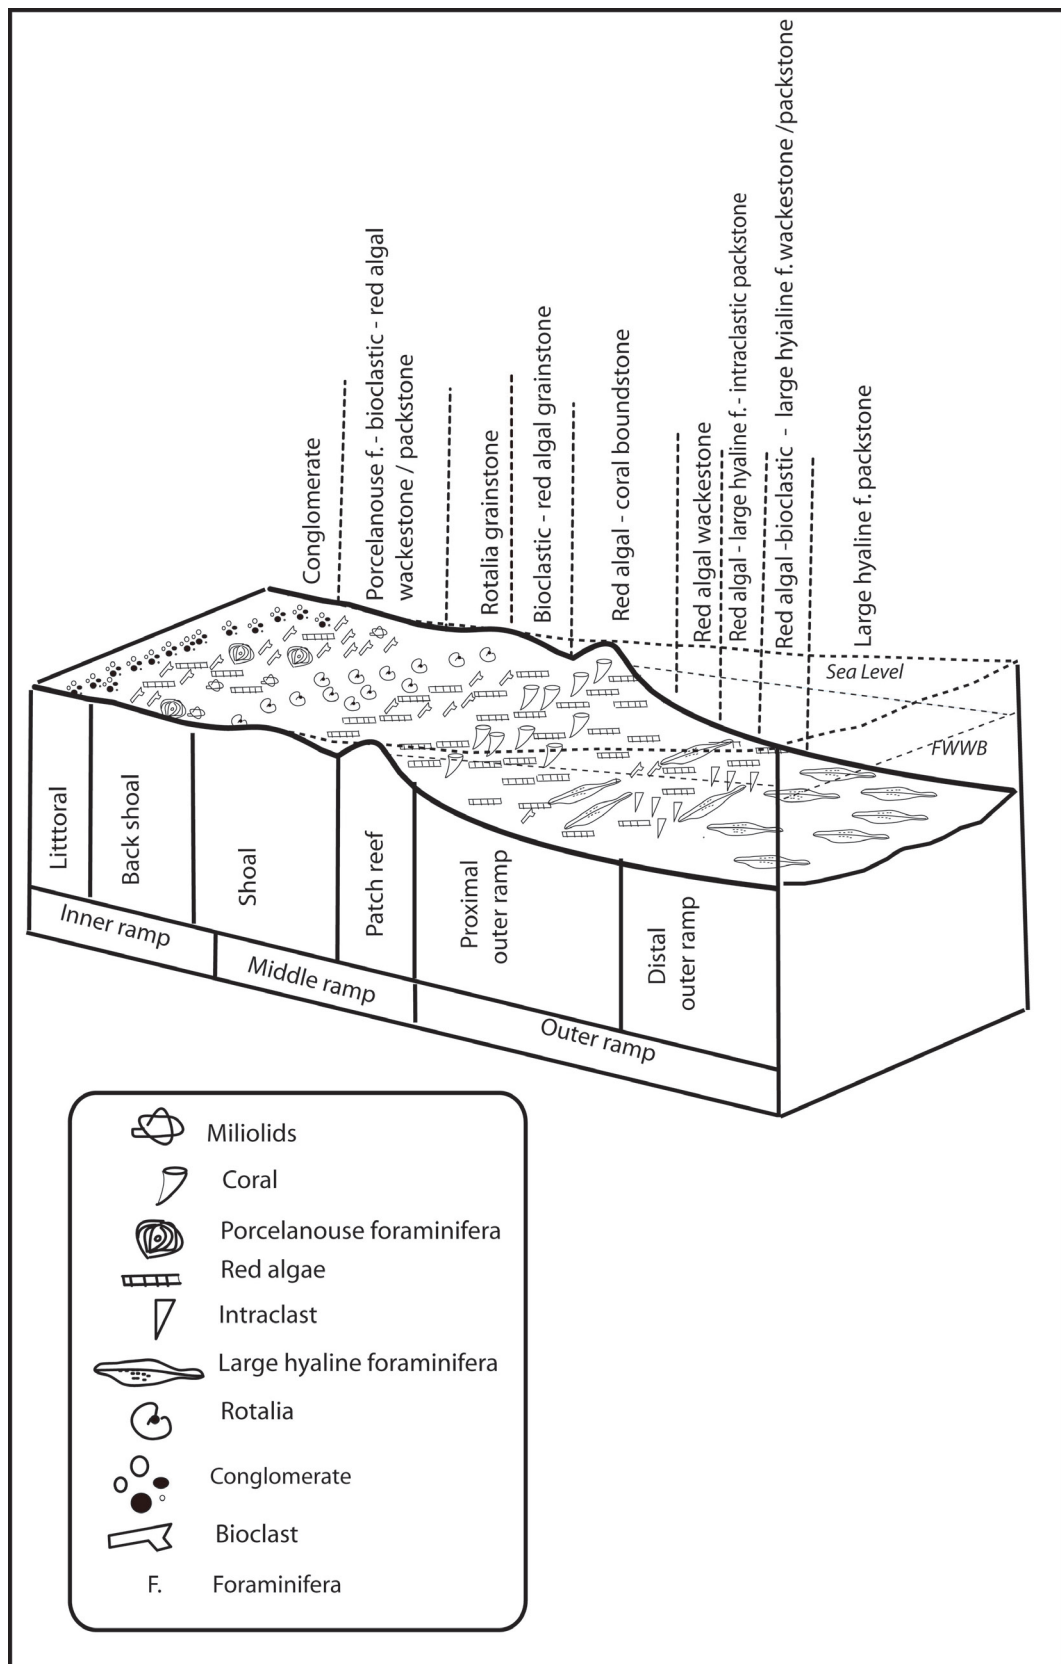 Conglomerate
Porcelanouse f. - bioclastic - red algal
wackestone / packstone
Rotalia grainstone
Bioclastic - red algal grainstone
Red algal - coral boundstone
Red algal wackestone
Red algal - large hyaline f. - intraclastic packstone
Red algal -bioclastic - large hyialine f. wackestone /packstone
Large hyaline f. packstone
Sea Level
FWWB
Littoral
Back shoal
Shoal
Patch reef
Proximal
outer ramp
Distal
outer ramp
Inner ramp
Middle ramp
Outer ramp
Miliolids
Coral
Porcelanouse foraminifera
Red algae
Intraclast
Large hyaline foraminifera
Rotalia
Conglomerate
Bioclast
F. Foraminifera